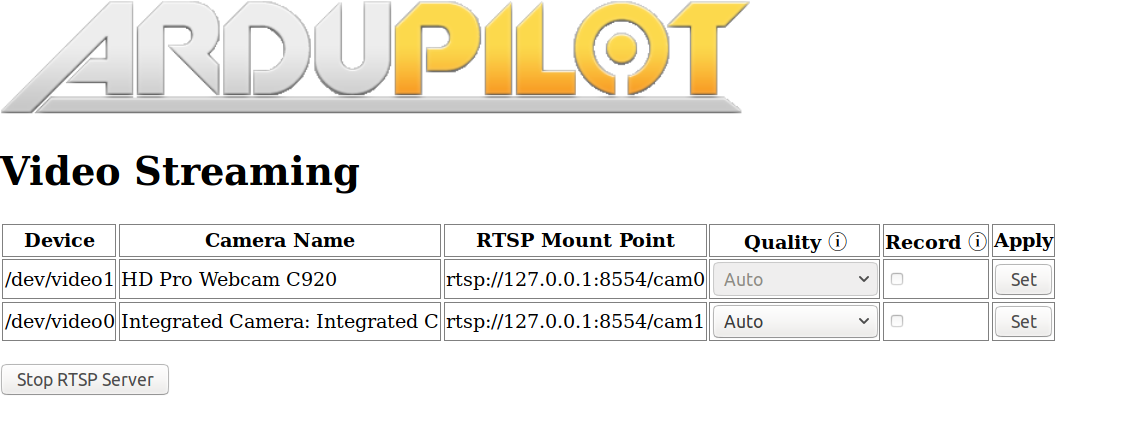 ARDUPILOT
Video Streaming
Device Camera Name RTSP Mount Point Quality ⓘ Record ⓘ Apply
/dev/video1 HD Pro Webcam C920 rtsp://127.0.0.1:8554/cam0 Auto Set
/dev/video0 Integrated Camera: Integrated C rtsp://127.0.0.1:8554/cam1 Auto Set
Stop RTSP Server